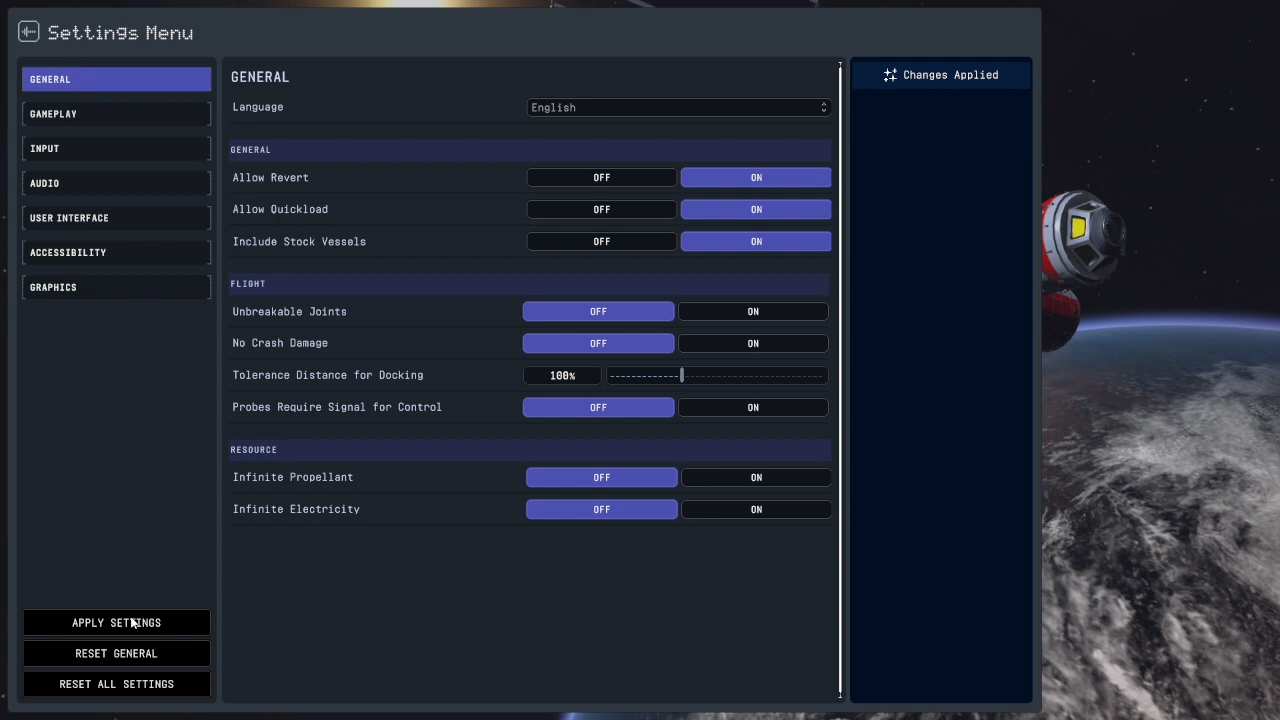 Settings Menu
GENERAL
GAMEPLAY
INPUT
AUDIO
USER INTERFACE
ACCESSIBILITY
GRAPHICS
APPLY SETTINGS
RESET GENERAL
RESET ALL SETTINGS
GENERAL
Language English
GENERAL
Allow Revert OFF ON
Allow Quickload OFF ON
Include Stock Vessels OFF ON
FLIGHT
Unbreakable Joints OFF ON
No Crash Damage OFF ON
Tolerance Distance for Docking 100%
Probes Require Signal for Control OFF ON
RESOURCE
Infinite Propellant OFF ON
Infinite Electricity OFF ON
Changes Applied